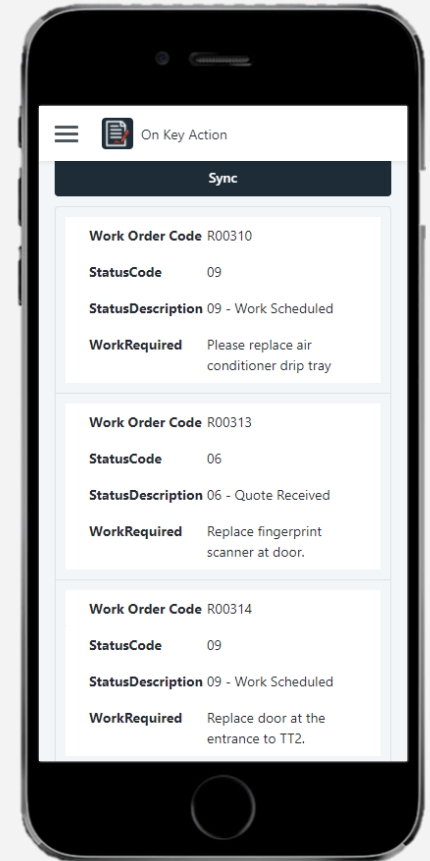 On Key Action
Sync
Work Order Code R00310
StatusCode 09
StatusDescription 09 - Work Scheduled
WorkRequired Please replace air
conditioner drip tray
Work Order Code R00313
StatusCode 06
StatusDescription 06 - Quote Received
WorkRequired Replace fingerprint
scanner at door.
Work Order Code R00314
StatusCode 09
StatusDescription 09 - Work Scheduled
WorkRequired Replace door at the
entrance to TT2.